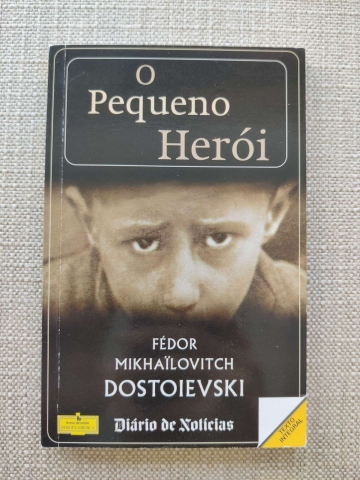 O
Pequeno
Herói
FÉDOR
MIKHAÏLOVITCH
DOSTOIEVSKI
Diário de Notícias
TEXTO
INTEGRAL